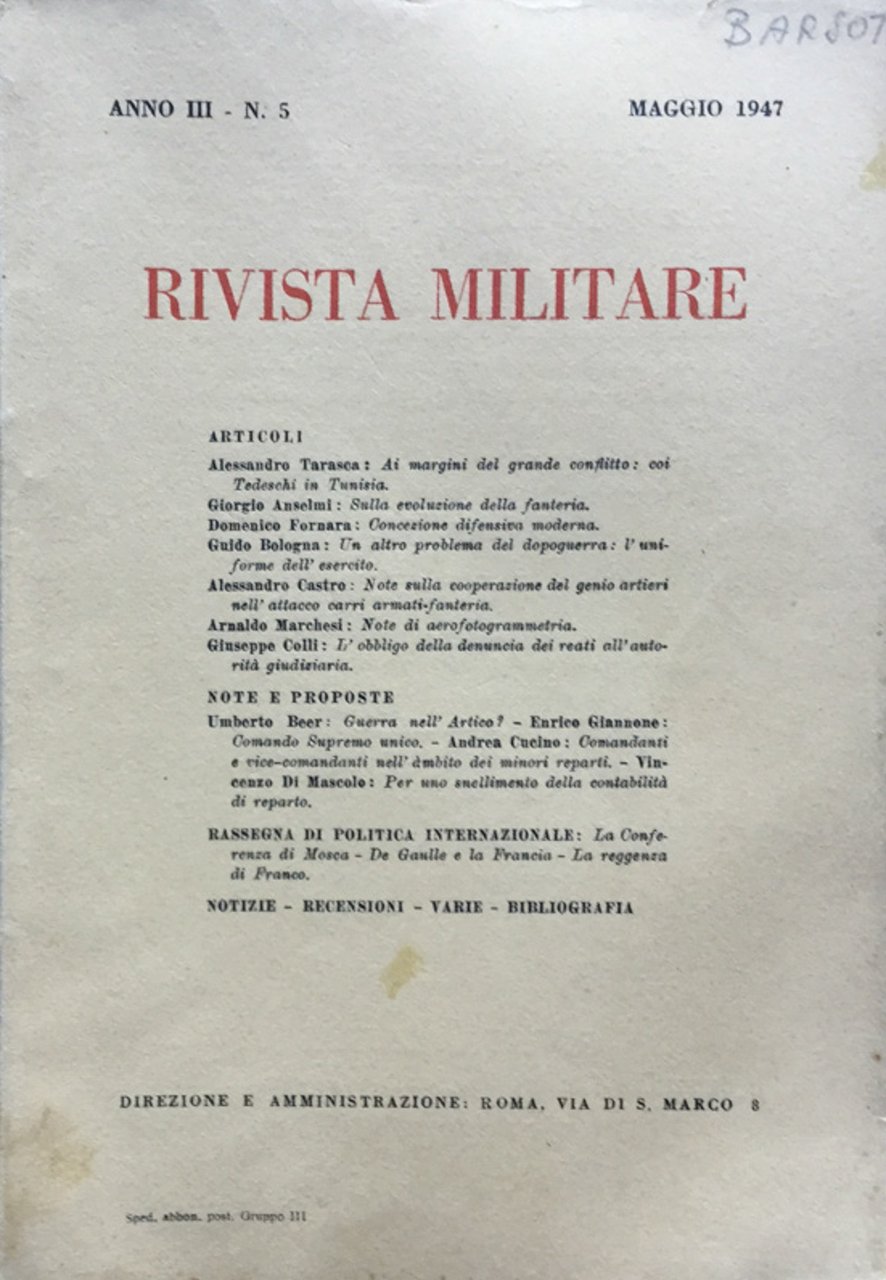 BARSOT
ANNO III - N. 5
MAGGIO 1947
RIVISTA MILITARE
ARTICOLI
Alessandro Tarasca: Ai margini del grande conflitto: coi
Tedeschi in Tunisia.
Giorgio Anselmi: Sulla evoluzione della fanteria.
Domenico Fornara: Concezione difensiva moderna.
Guido Bologna: Un altro problema del dopoguerra: l'uni-
forme dell'esercito.
Alessandro Castro: Note sulla cooperazione del genio artieri
nell'attacco carri armati-fanteria.
Arnaldo Marchesi: Note di aerofotogrammetria.
Giuseppe Colli: L'obbligo della denuncia dei reati all'auto-
rità giudiziaria.
NOTE E PROPOSTE
Umberto Beer: Guerra nell'Artico? - Enrico Giannone:
Comando Supremo unico. - Andrea Cucino: Comandanti
e vice-comandanti nell'àmbito dei minori reparti. - Vin-
cenzo Di Mascolo: Per uno snellimento della contabilità
di reparto.
RASSEGNA DI POLITICA INTERNAZIONALE: La Confe-
renza di Mosca - De Gaulle e la Francia - La reggenza
di Franco.
NOTIZIE - RECENSIONI - VARIE - BIBLIOGRAFIA
DIREZIONE E AMMINISTRAZIONE: ROMA, VIA DI S. MARCO 8
Sped. abbon. post. Gruppo III